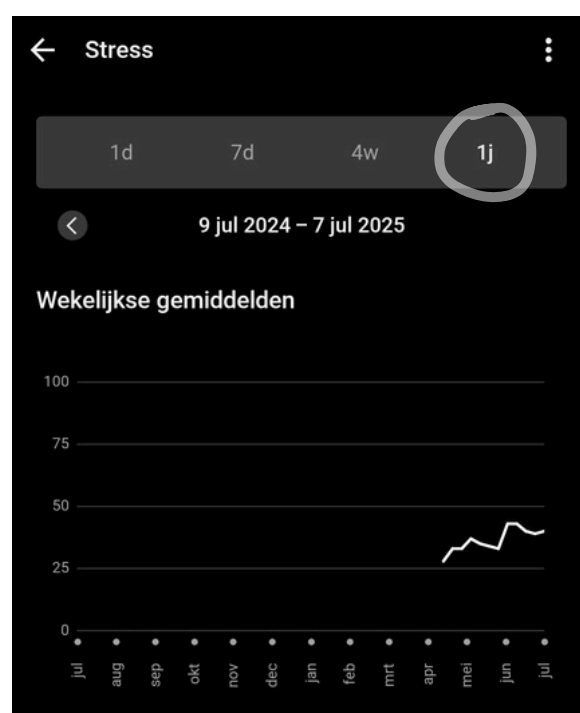 Stress
1d 7d 4w 1j
9 jul 2024 – 7 jul 2025
Wekelijkse gemiddelden
100
75
50
25
0
jul aug sep okt nov dec jan feb mrt apr mei jun jul